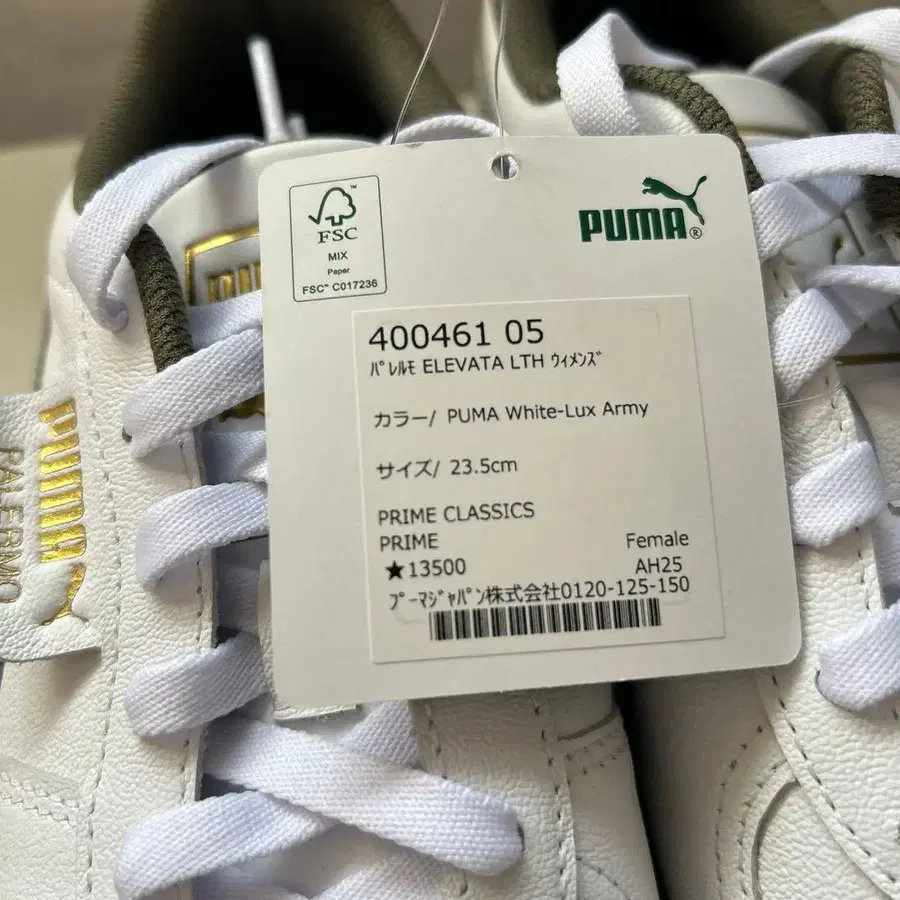 FSC™
MIX
Paper
FSC™ C017236
PUMA®
400461 05
ﾊﾟﾚﾙﾓ ELEVATA LTH ｳｨﾒﾝｽﾞ
カラー/ PUMA White-Lux Army
サイズ/ 23.5cm
PRIME CLASSICS
PRIME Female
★13500 AH25
ﾌﾟｰﾏｼﾞｬﾊﾟﾝ株式会社0120-125-150
PUMA
PALERMO